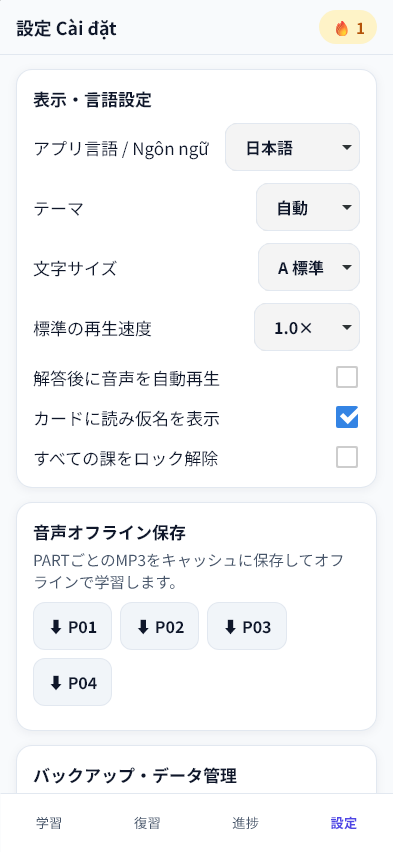 設定 Cài đặt
🔥 1
表示・言語設定
アプリ言語 / Ngôn ngữ 日本語
テーマ 自動
文字サイズ A 標準
標準の再生速度 1.0×
解答後に音声を自動再生
カードに読み仮名を表示
すべての課をロック解除
音声オフライン保存
PARTごとのMP3をキャッシュに保存してオフ
ラインで学習します。
⬇ P01 ⬇ P02 ⬇ P03
⬇ P04
バックアップ・データ管理
学習 復習 進捗 設定